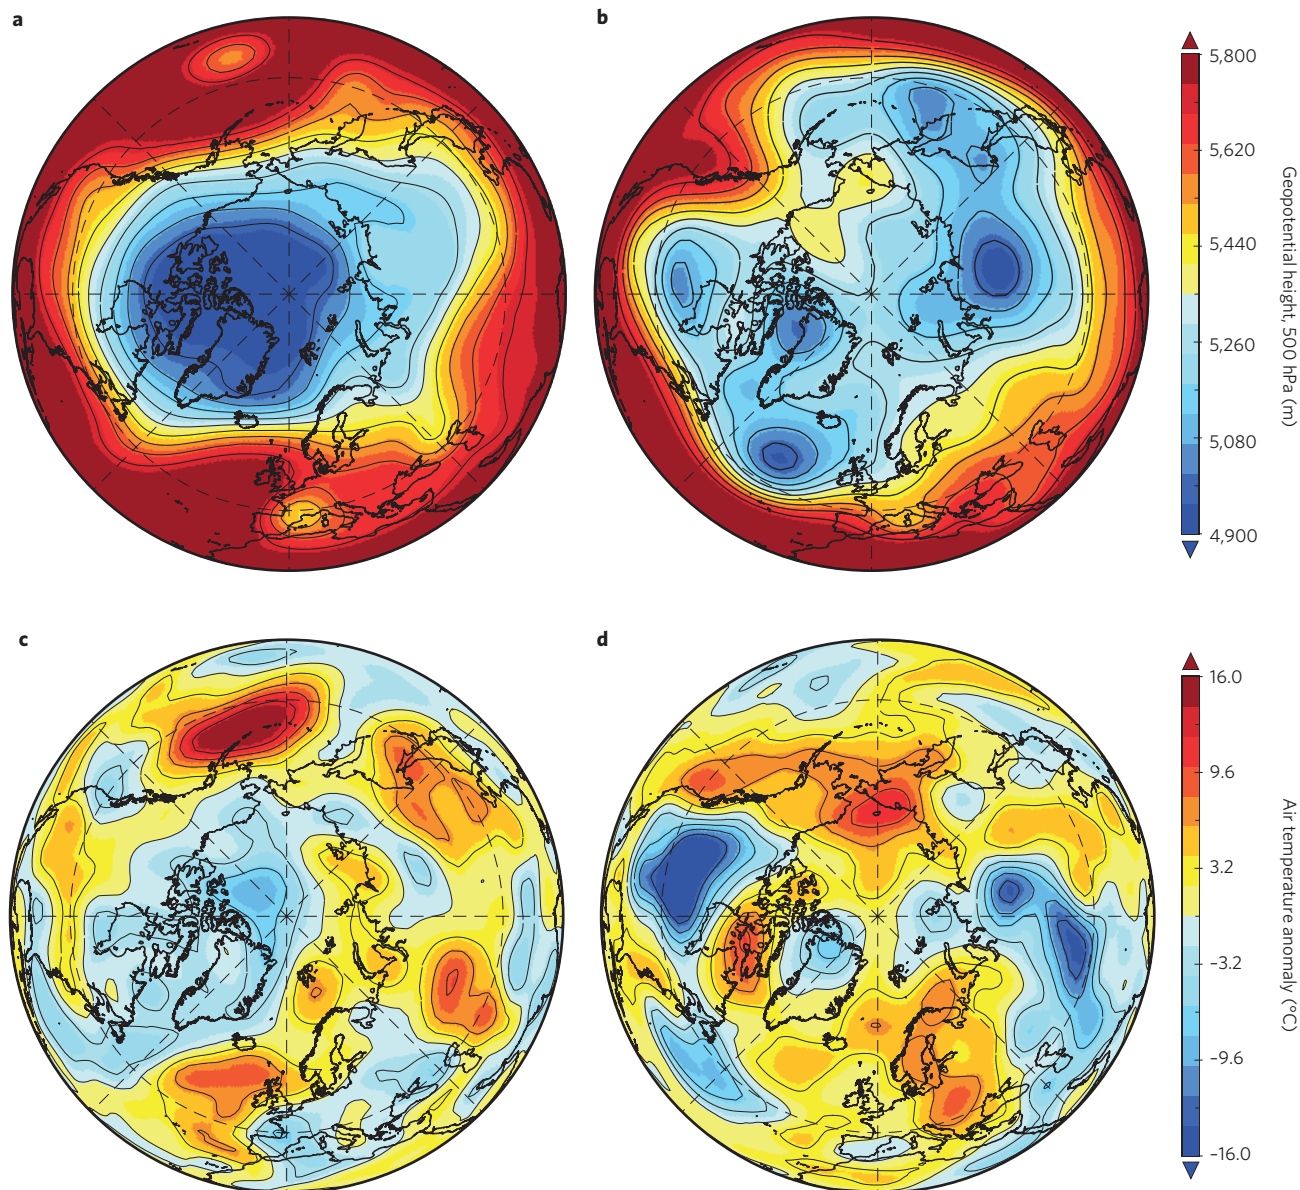 a
b
5,800
5,620
5,440
5,260
5,080
4,900
Geopotential height, 500 hPa (m)
c
d
16.0
9.6
3.2
-3.2
-9.6
-16.0
Air temperature anomaly (°C)